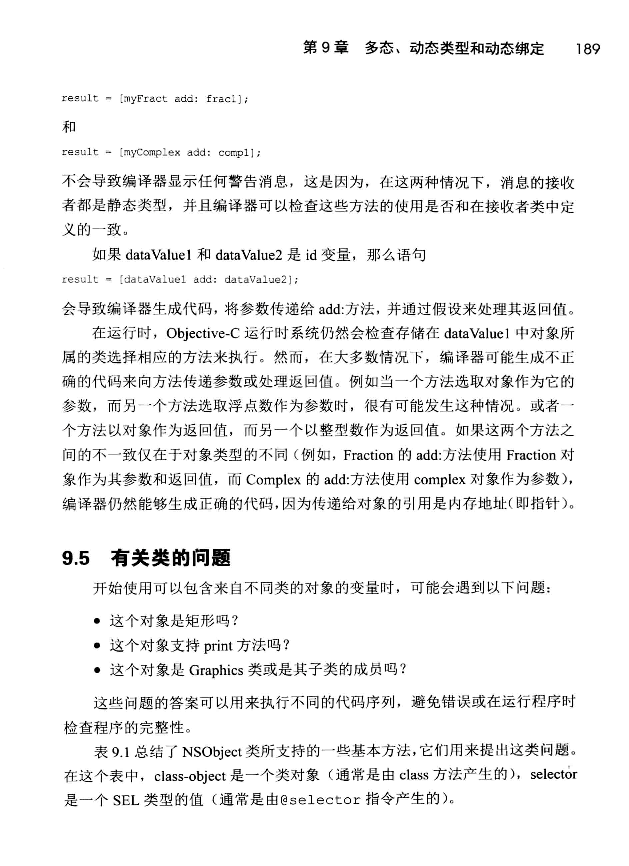 第9章 多态、动态类型和动态绑定 189
result = [myFract add: frac1];
和
result = [myComplex add: comp1];
不会导致编译器显示任何警告消息，这是因为，在这两种情况下，消息的接收
者都是静态类型，并且编译器可以检查这些方法的使用是否和在接收者类中定
义的一致。
如果 dataValue1 和 dataValue2 是 id 变量，那么语句
result = [dataValue1 add: dataValue2];
会导致编译器生成代码，将参数传递给 add:方法，并通过假设来处理其返回值。
在运行时，Objective-C 运行时系统仍然会检查存储在 dataValue1 中对象所
属的类选择相应的方法来执行。然而，在大多数情况下，编译器可能生成不正
确的代码来向方法传递参数或处理返回值。例如当一个方法选取对象作为它的
参数，而另一个方法选取浮点数作为参数时，很有可能发生这种情况。或者一
个方法以对象作为返回值，而另一个以整型数作为返回值。如果这两个方法之
间的不一致仅在于对象类型的不同（例如，Fraction 的 add:方法使用 Fraction 对
象作为其参数和返回值，而 Complex 的 add:方法使用 complex 对象作为参数），
编译器仍然能够生成正确的代码，因为传递给对象的引用是内存地址（即指针）。
9.5 有关类的问题
开始使用可以包含来自不同类的对象的变量时，可能会遇到以下问题：
● 这个对象是矩形吗？
● 这个对象支持 print 方法吗？
● 这个对象是 Graphics 类或是其子类的成员吗？
这些问题的答案可以用来执行不同的代码序列，避免错误或在运行程序时
检查程序的完整性。
表 9.1 总结了 NSObject 类所支持的一些基本方法，它们用来提出这类问题。
在这个表中，class-object 是一个类对象（通常是由 class 方法产生的），selector
是一个 SEL 类型的值（通常是由@selector 指令产生的）。